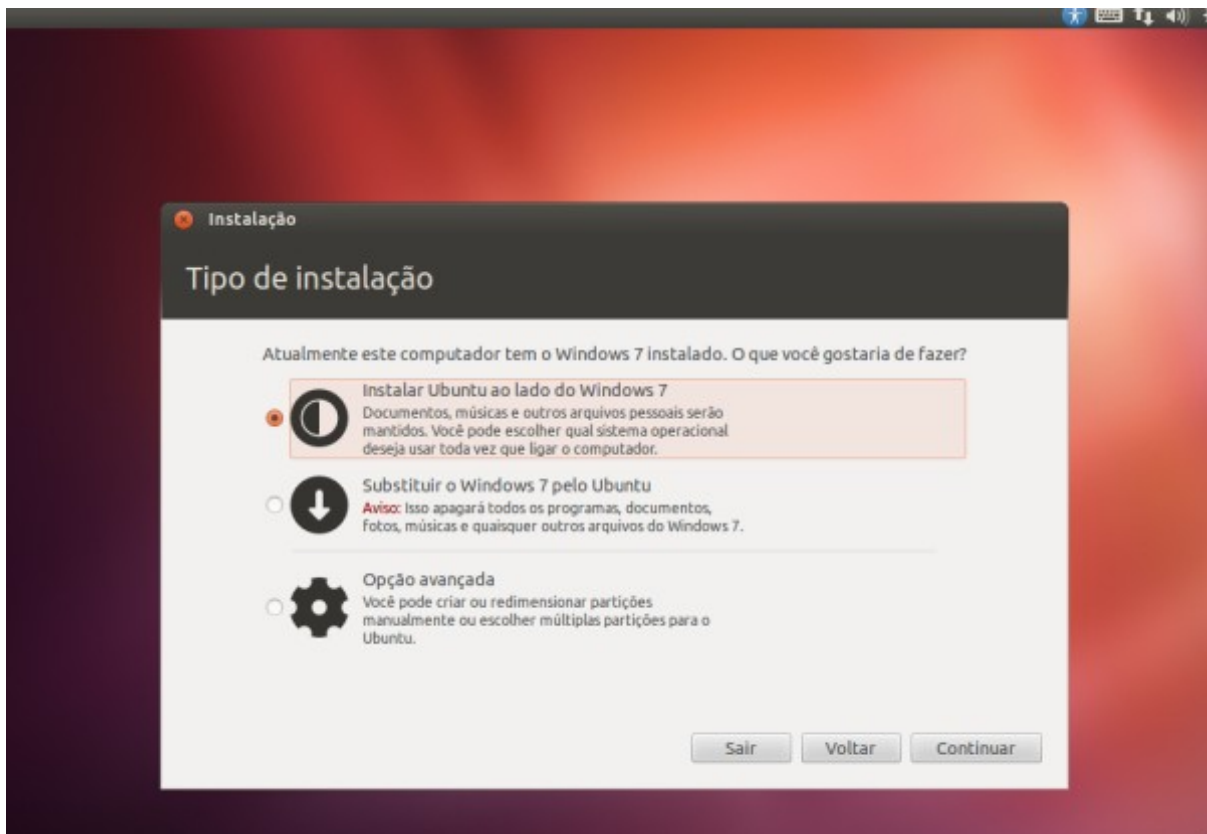 Instalação
Tipo de instalação
Atualmente este computador tem o Windows 7 instalado. O que você gostaria de fazer?
Instalar Ubuntu ao lado do Windows 7
Documentos, músicas e outros arquivos pessoais serão
mantidos. Você pode escolher qual sistema operacional
deseja usar toda vez que ligar o computador.
Substituir o Windows 7 pelo Ubuntu
Aviso: Isso apagará todos os programas, documentos,
fotos, músicas e quaisquer outros arquivos do Windows 7.
Opção avançada
Você pode criar ou redimensionar partições
manualmente ou escolher múltiplas partições para o
Ubuntu.
Sair
Voltar
Continuar